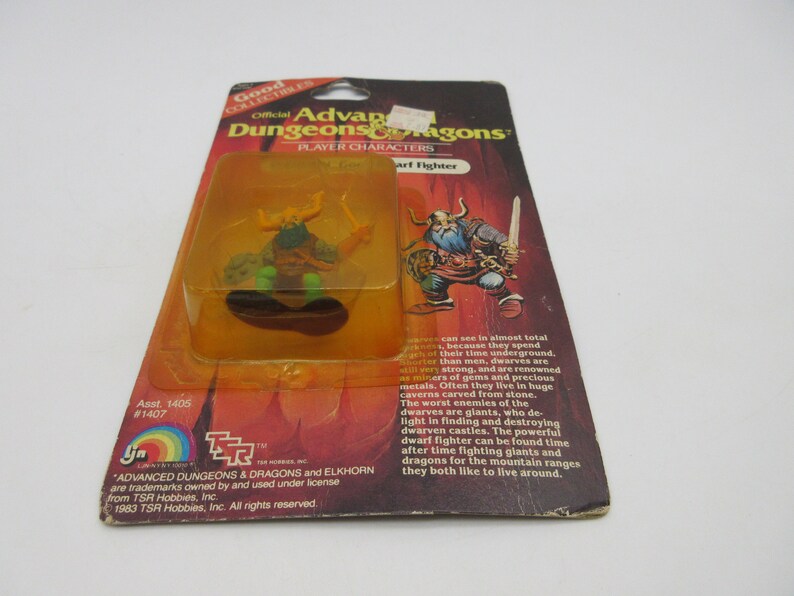 Good
COLLECTIBLES
Official Advanced
Dungeons & Dragons
PLAYER CHARACTERS
arf Fighter
can see in almost total
because they spend
of their time underground.
Shorter than men, dwarves are
still very strong, and are renowned
as miners of gems and precious
metals. Often they live in huge
caverns carved from stone.
The worst enemies of the
dwarves are giants, who de-
light in finding and destroying
dwarven castles. The powerful
dwarf fighter can be found time
after time fighting giants and
dragons for the mountain ranges
they both like to live around.
Asst. 1405
#1407
ljn
LJN-N.Y. N.Y. 10010
TSR™
TSR HOBBIES, INC.
*ADVANCED DUNGEONS & DRAGONS and ELKHORN
are trademarks owned by and used under license
from TSR Hobbies, Inc.
©1983 TSR Hobbies, Inc. All rights reserved.